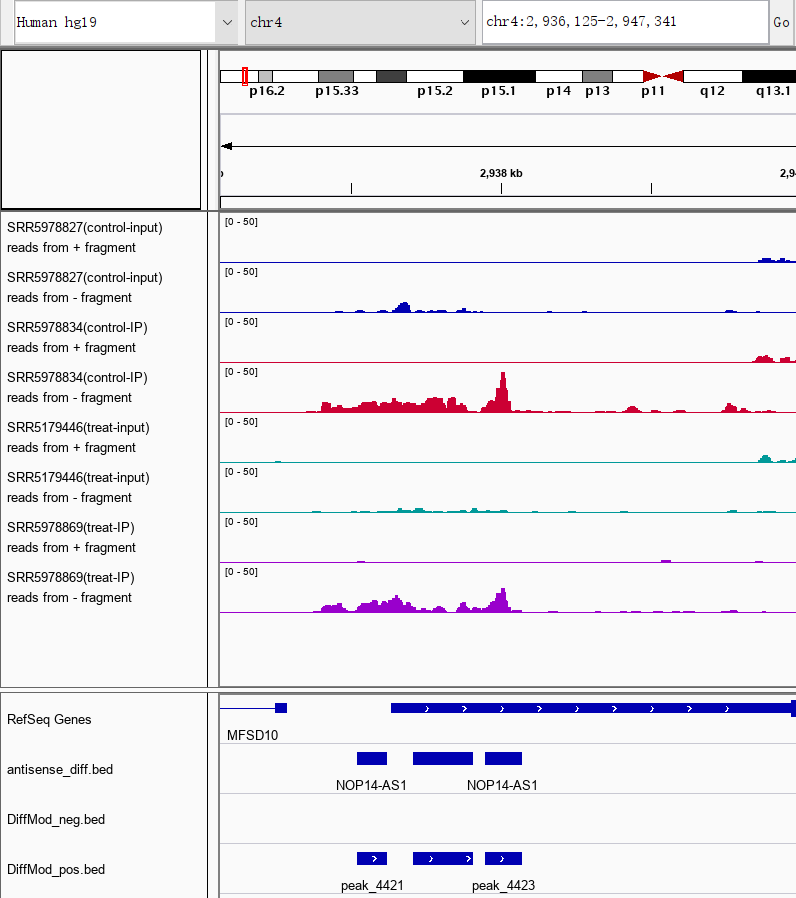 Human hg19 chr4 chr4:2,936,125-2,947,341 Go
p16.2 p15.33 p15.2 p15.1 p14 p13 p11 q12 q13.1
2,938 kb 2,94
SRR5978827(control-input) [0 - 50]
reads from + fragment
SRR5978827(control-input) [0 - 50]
reads from - fragment
SRR5978834(control-IP) [0 - 50]
reads from + fragment
SRR5978834(control-IP) [0 - 50]
reads from - fragment
SRR5179446(treat-input) [0 - 50]
reads from + fragment
SRR5179446(treat-input) [0 - 50]
reads from - fragment
SRR5978869(treat-IP) [0 - 50]
reads from + fragment
SRR5978869(treat-IP) [0 - 50]
reads from - fragment
RefSeq Genes
MFSD10
antisense_diff.bed
NOP14-AS1 NOP14-AS1
DiffMod_neg.bed
DiffMod_pos.bed
peak_4421 peak_4423